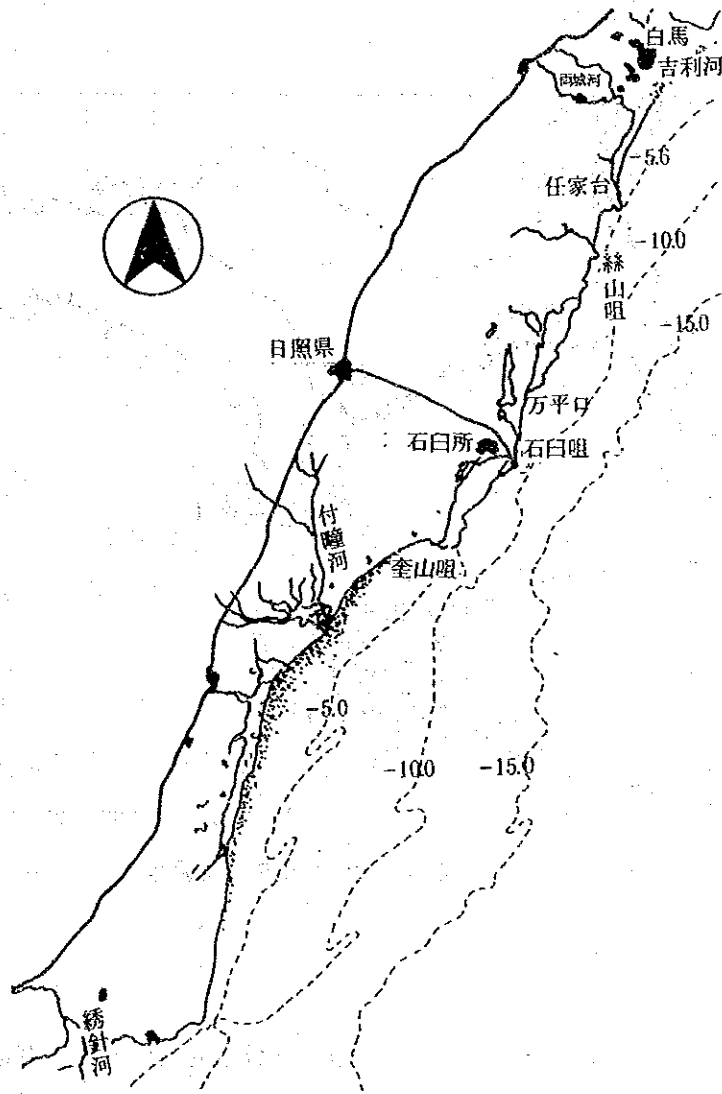 白馬
吉利河
両城河
-5.6
任家台
-10.0
絲山咀
-15.0
日照県
万平口
石臼所
石臼咀
付疃河
奎山咀
-5.0
-10.0
-15.0
綉針河